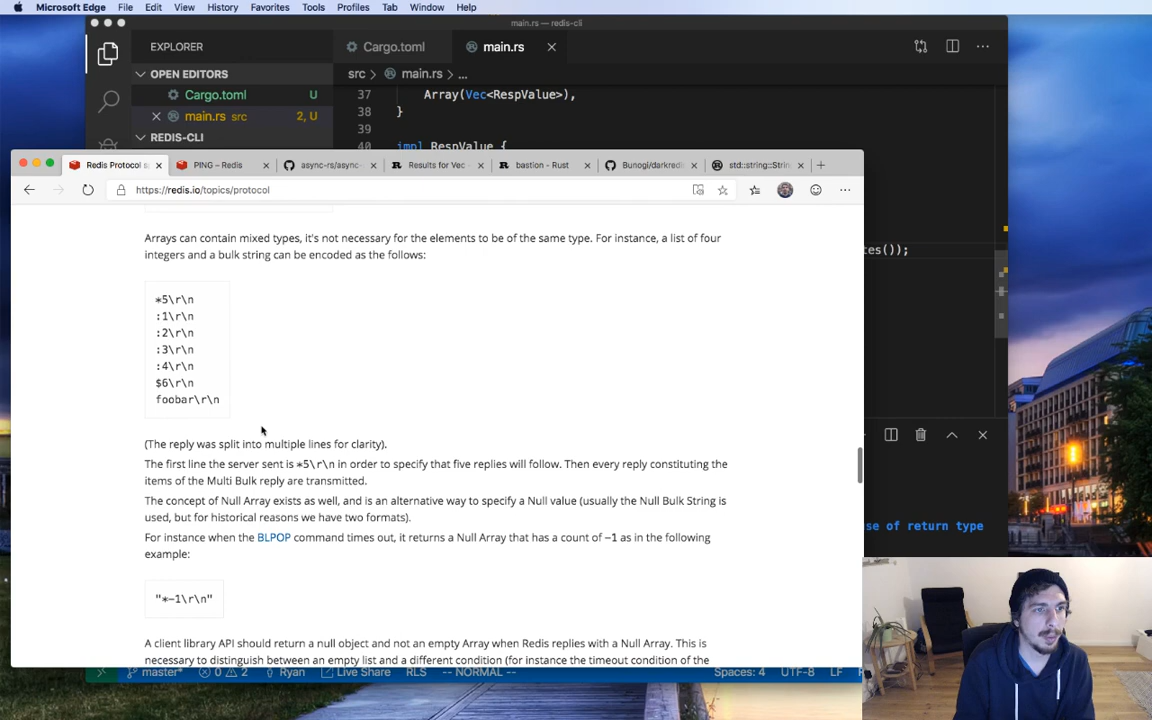 Microsoft Edge File Edit View History Favorites Tools Profiles Tab Window Help
main.rs — redis-cli
EXPLORER
Cargo.toml
main.rs
OPEN EDITORS
src > main.rs > ...
Cargo.toml U
37 Array(Vec<RespValue>),
main.rs src 2, U
38 }
REDIS-CLI
39
40 impl RespValue {
Redis Protocol s
PING – Redis
async-rs/async-
Results for Vec
bastion - Rust
Bunogi/darkredi
std::string::Strin
https://redis.io/topics/protocol
Arrays can contain mixed types, it's not necessary for the elements to be of the same type. For instance, a list of four
integers and a bulk string can be encoded as the follows:
tes());
*5\r\n
:1\r\n
:2\r\n
:3\r\n
:4\r\n
$6\r\n
foobar\r\n
(The reply was split into multiple lines for clarity).
The first line the server sent is *5\r\n in order to specify that five replies will follow. Then every reply constituting the
items of the Multi Bulk reply are transmitted.
The concept of Null Array exists as well, and is an alternative way to specify a Null value (usually the Null Bulk String is
used, but for historical reasons we have two formats).
se of return type
For instance when the BLPOP command times out, it returns a Null Array that has a count of -1 as in the following
example:
"*-1\r\n"
A client library API should return a null object and not an empty Array when Redis replies with a Null Array. This is
necessary to distinguish between an empty list and a different condition (for instance the timeout condition of the
master* 0 2 Ryan Live Share RLS -- NORMAL -- Spaces: 4 UTF-8 LF